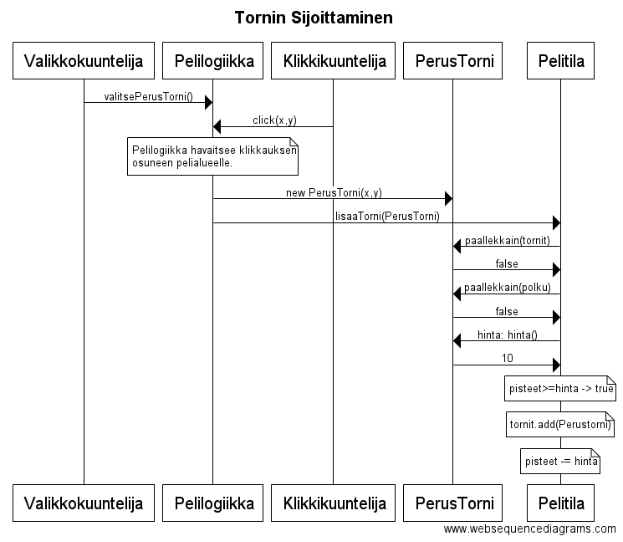 Tornin Sijoittaminen
Valikkokuuntelija
Pelilogiikka
Klikkikuuntelija
PerusTorni
Pelitila
valitsePerusTorni()
click(x,y)
Pelilogiikka havaitsee klikkauksen
osuneen pelialueelle.
new PerusTorni(x,y)
lisaaTorni(PerusTorni)
paallekkain(tornit)
false
paallekkain(polku)
false
hinta: hinta()
10
pisteet>=hinta -> true
tornit.add(Perustorni)
pisteet -= hinta
Valikkokuuntelija
Pelilogiikka
Klikkikuuntelija
PerusTorni
Pelitila
www.websequencediagrams.com